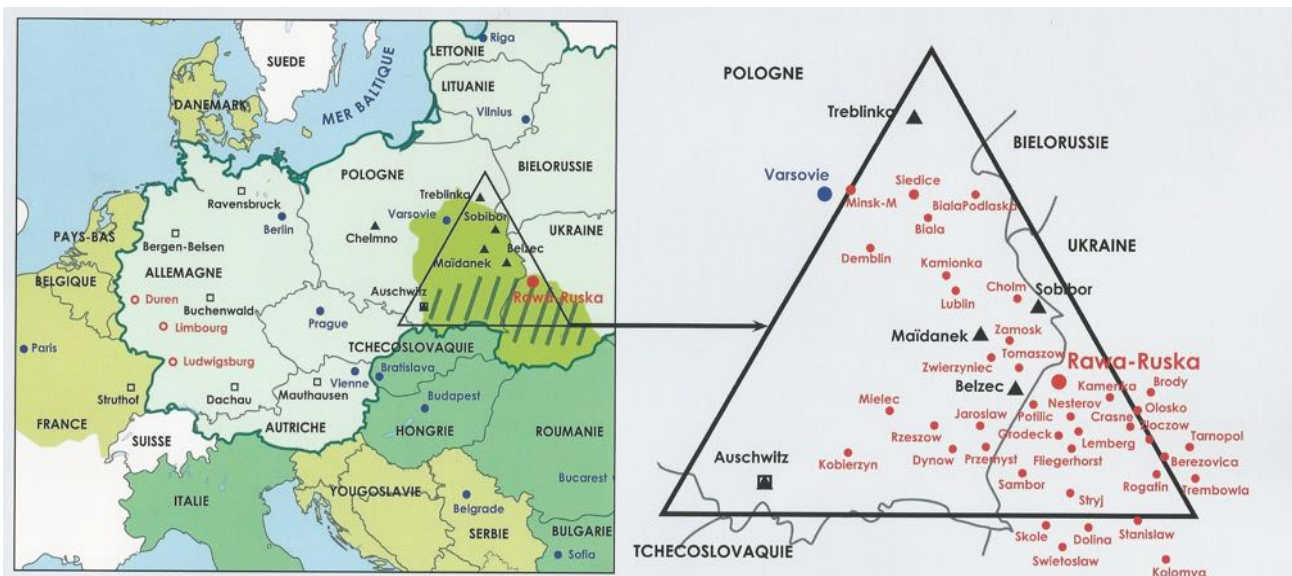 Riga
LETTONIE
SUEDE
LITUANIE
DANEMARK
MER BALTIQUE
Vilnius
BIELORUSSIE
POLOGNE
Ravensbruck
Treblinka
Varsovie
Sobibor
PAYS-BAS
Berlin
Chelmno
UKRAINE
Bergen-Belsen
Belzec
Maïdanek
BELGIQUE
ALLEMAGNE
Auschwitz
Rawa-Ruska
Duren
Buchenwald
Limbourg
Prague
TCHECOSLOVAQUIE
Paris
Ludwigsburg
Bratislava
Vienne
Struthof
Dachau
Mauthausen
Budapest
FRANCE
AUTRICHE
HONGRIE
ROUMANIE
SUISSE
Bucarest
ITALIE
YOUGOSLAVIE
Belgrade
SERBIE
BULGARIE
Sofia
POLOGNE
Treblinka
BIELORUSSIE
Varsovie
Siedice
Minsk-M
BialaPodlaska
Biala
UKRAINE
Demblin
Kamionka
Cholm
Sobibor
Lublin
Maïdanek
Zamosk
Tomaszow
Zwierzyniec
Rawa-Ruska
Belzec
Kamenka
Brody
Mielec
Nesterov
Olosko
Jaroslaw
Potilic
Crasne
Zloczow
Rzeszow
Grodeck
Lemberg
Tarnopol
Kobierzyn
Dynow
Przemyst
Fliegerhorst
Berezovica
Auschwitz
Sambor
Rogatin
Trembowla
Stryj
TCHECOSLOVAQUIE
Skole
Dolina
Stanislaw
Swietoslaw
Kolomya